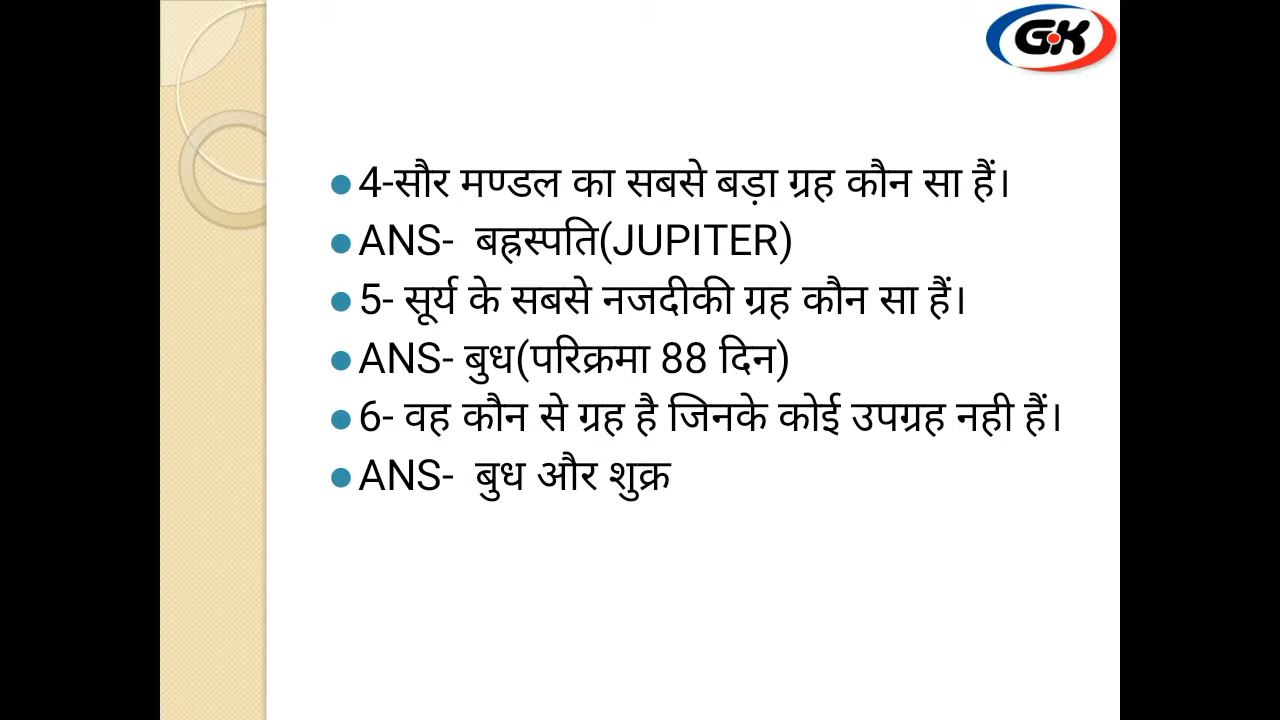 G.K
4-सौर मण्डल का सबसे बड़ा ग्रह कौन सा हैं।
ANS- बह्रस्पति(JUPITER)
5- सूर्य के सबसे नजदीकी ग्रह कौन सा हैं।
ANS- बुध(परिक्रमा 88 दिन)
6- वह कौन से ग्रह है जिनके कोई उपग्रह नही हैं।
ANS- बुध और शुक्र